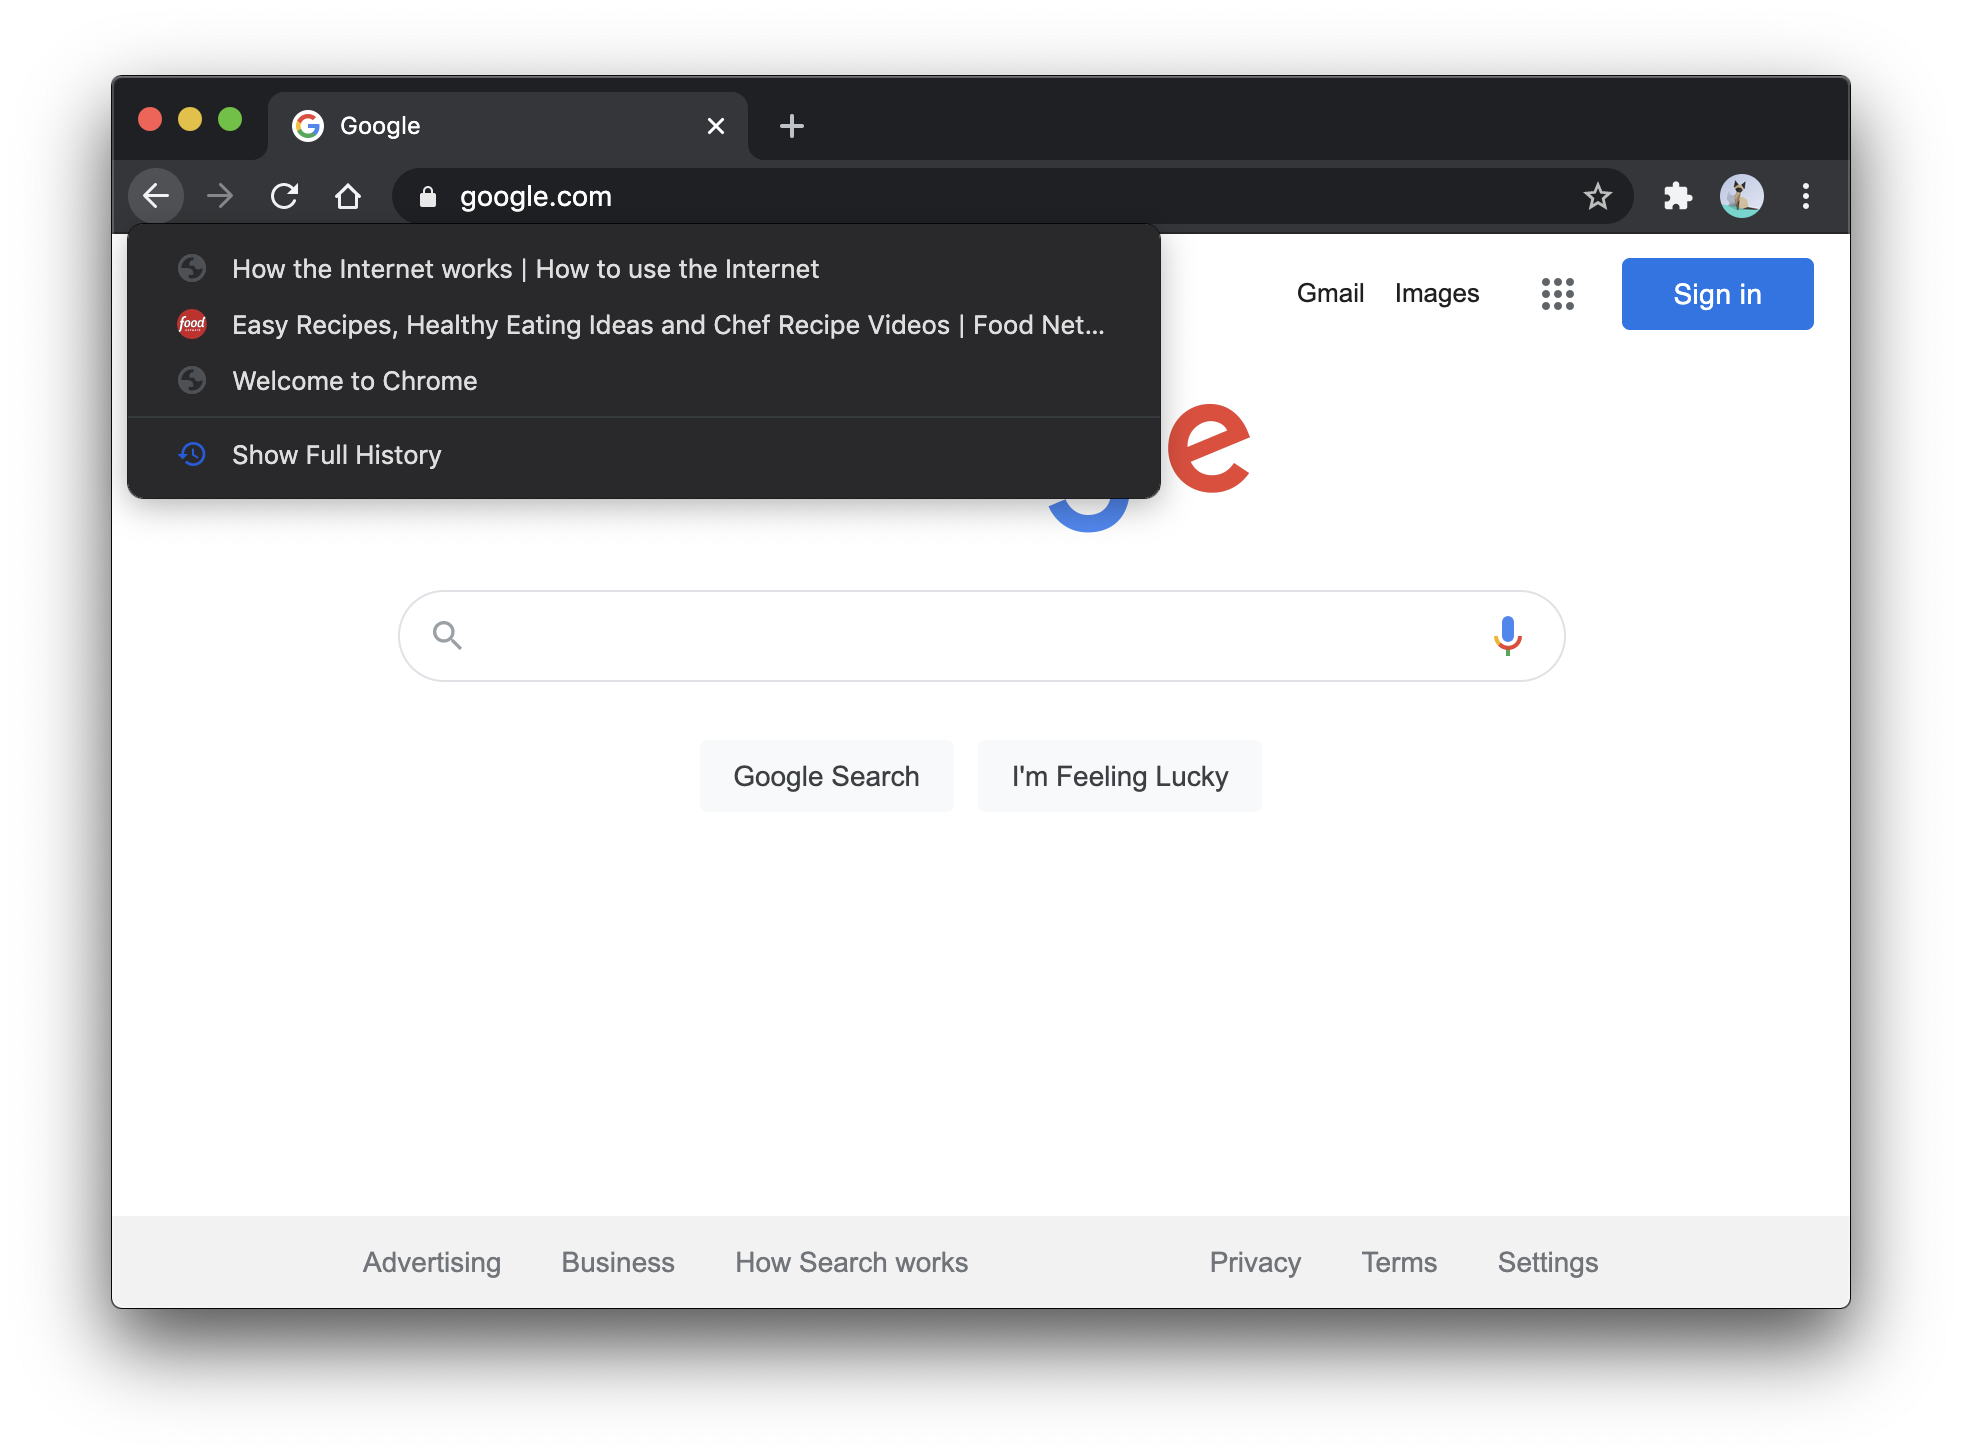 Google
google.com
How the Internet works | How to use the Internet
food
Easy Recipes, Healthy Eating Ideas and Chef Recipe Videos | Food Net...
Welcome to Chrome
Show Full History
Gmail Images Sign in
e
Google Search I'm Feeling Lucky
Advertising Business How Search works Privacy Terms Settings